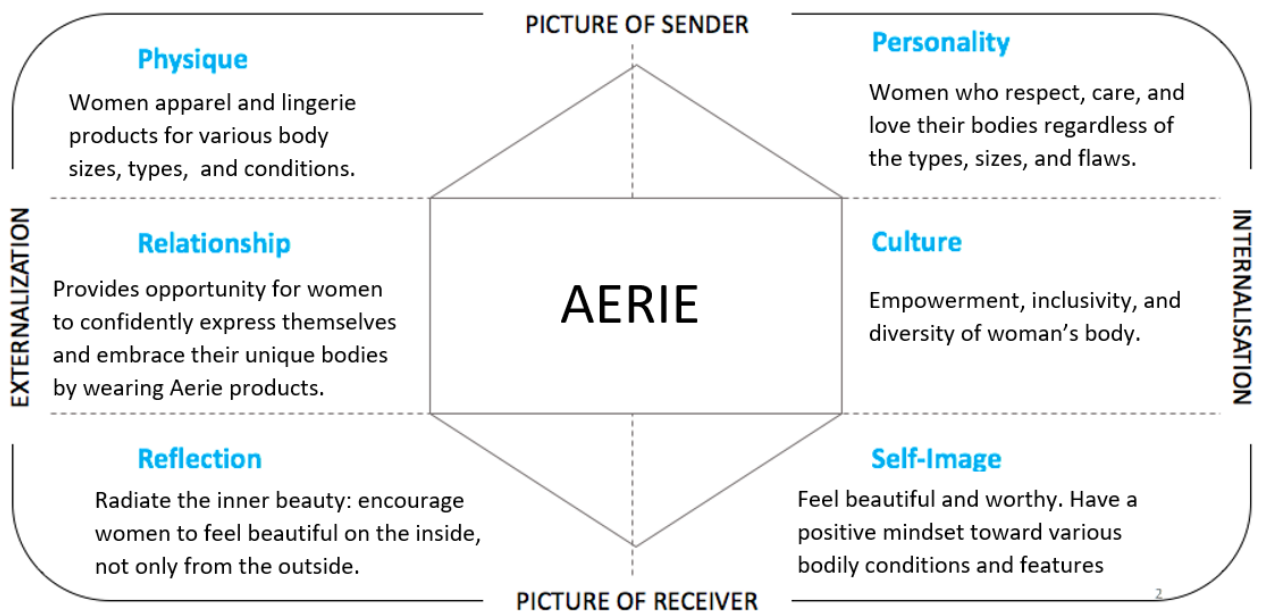 PICTURE OF SENDER
Physique
Women apparel and lingerie
products for various body
sizes, types, and conditions.
Personality
Women who respect, care, and
love their bodies regardless of
the types, sizes, and flaws.
EXTERNALIZATION
Relationship
Provides opportunity for women
to confidently express themselves
and embrace their unique bodies
by wearing Aerie products.
AERIE
Culture
Empowerment, inclusivity, and
diversity of woman's body.
INTERNALISATION
Reflection
Radiate the inner beauty: encourage
women to feel beautiful on the inside,
not only from the outside.
Self-Image
Feel beautiful and worthy. Have a
positive mindset toward various
bodily conditions and features
2
PICTURE OF RECEIVER